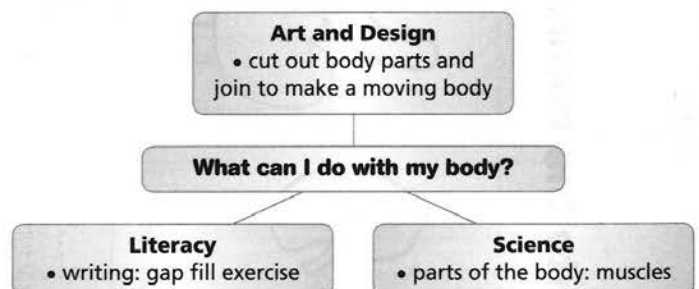 Art and Design
• cut out body parts and
join to make a moving body
What can I do with my body?
Literacy
• writing: gap fill exercise
Science
• parts of the body: muscles